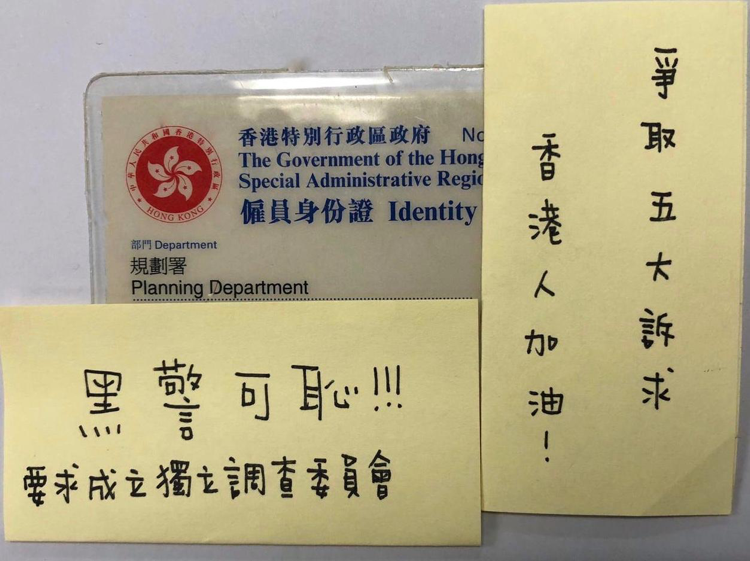 中華人民共和國香港特別行政區
HONG KONG
香港特別行政區政府 No
The Government of the Hong
Special Administrative Regio
僱員身份證 Identity
部門 Department
規劃署
Planning Department
爭取五大訴求
香港人加油!
黑警可恥!!!
要求成立獨立調查委員會